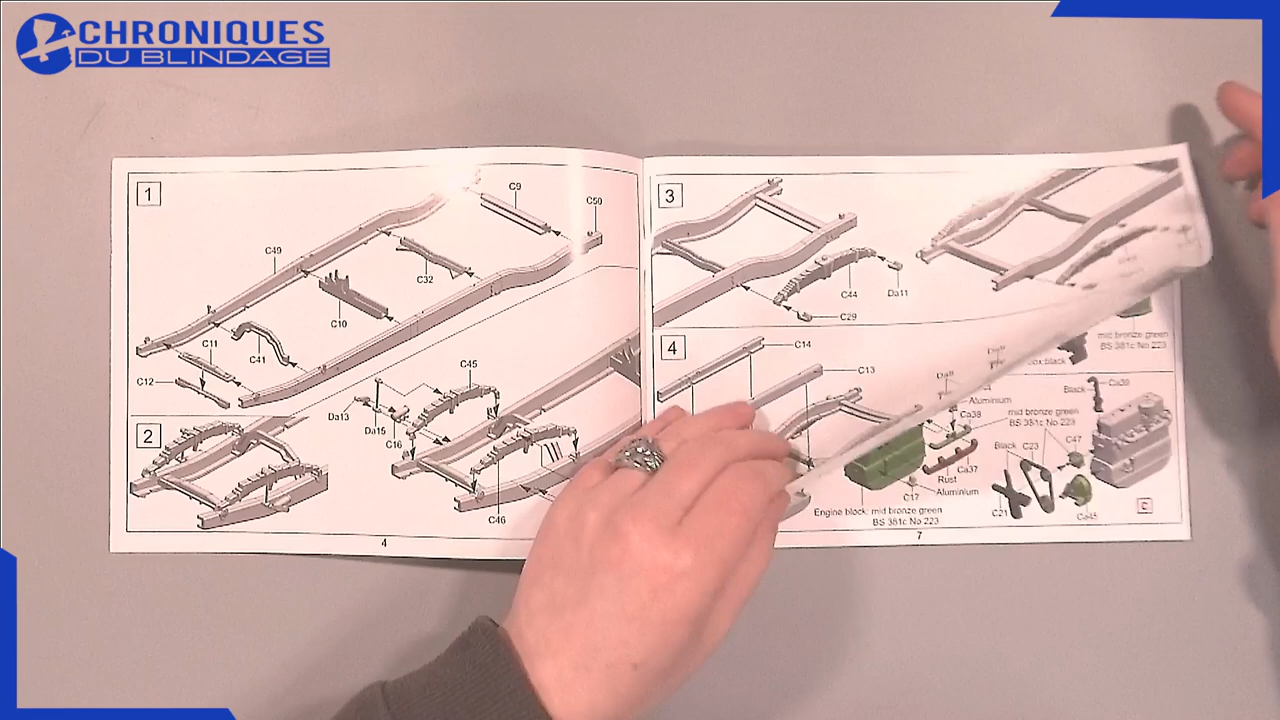 CHRONIQUES
DU BLINDAGE
1
C9
C50
C49
C32
C10
C11
C41
C12
2
C45
Da13
Da15
C16
C46
4
3
C44
Da11
C29
4
C14
C13
mid bronze green
BS 381c No 223
Black
Ca39
Aluminium
Ca38
mid bronze green
BS 381c No 223
Black
C23
C47
Ca37
Rust
C17
Aluminium
C21
Ca45
Engine block: mid bronze green
BS 381c No 223
C
7